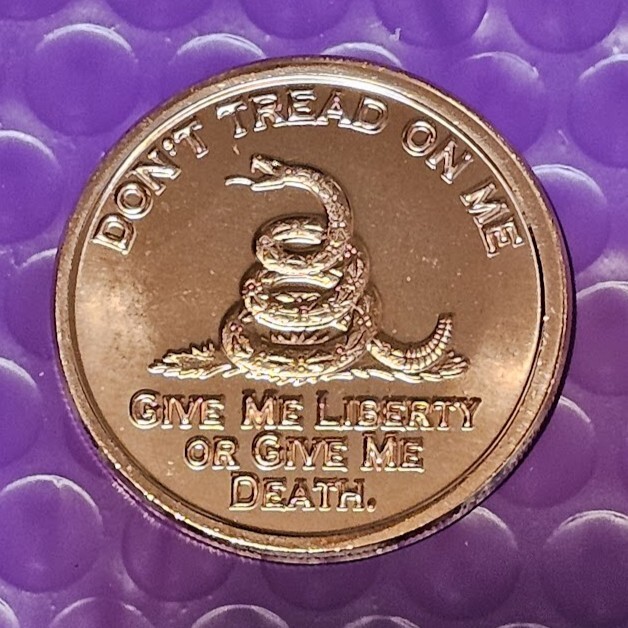 DON'T TREAD ON ME
GIVE ME LIBERTY
OR GIVE ME
DEATH.